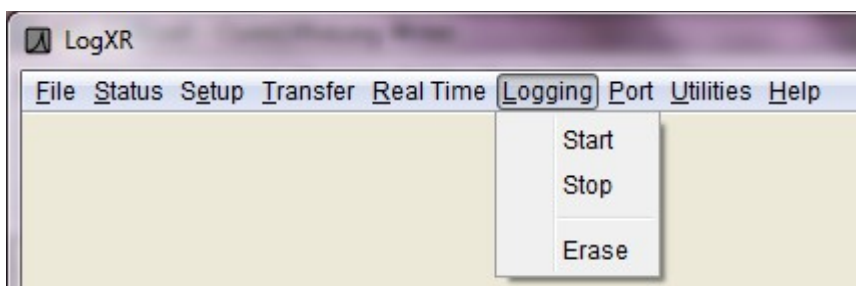 LogXR
File Status Setup Transfer Real Time Logging Port Utilities Help
Start
Stop
Erase